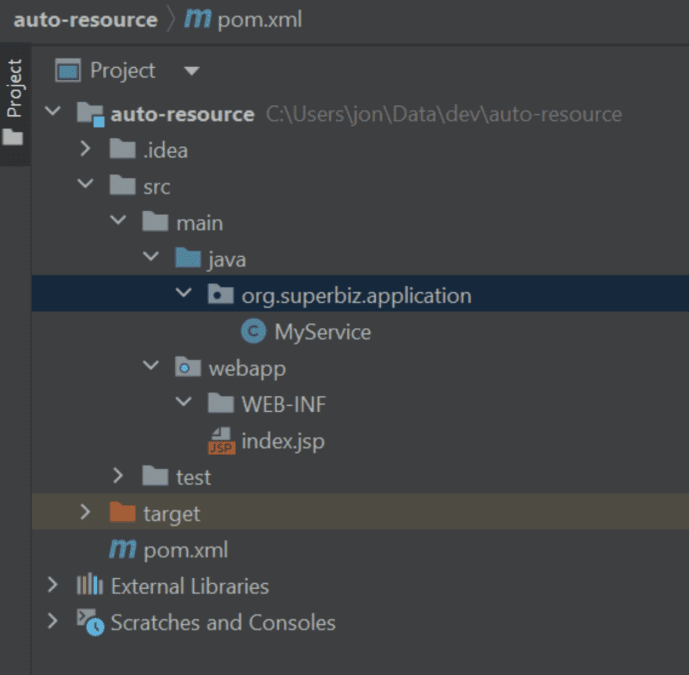 auto-resource 〉 m pom.xml
Project
Project
auto-resource C:\Users\jon\Data\dev\auto-resource
.idea
src
main
java
org.superbiz.application
C MyService
webapp
WEB-INF
JSP index.jsp
test
target
m pom.xml
External Libraries
Scratches and Consoles